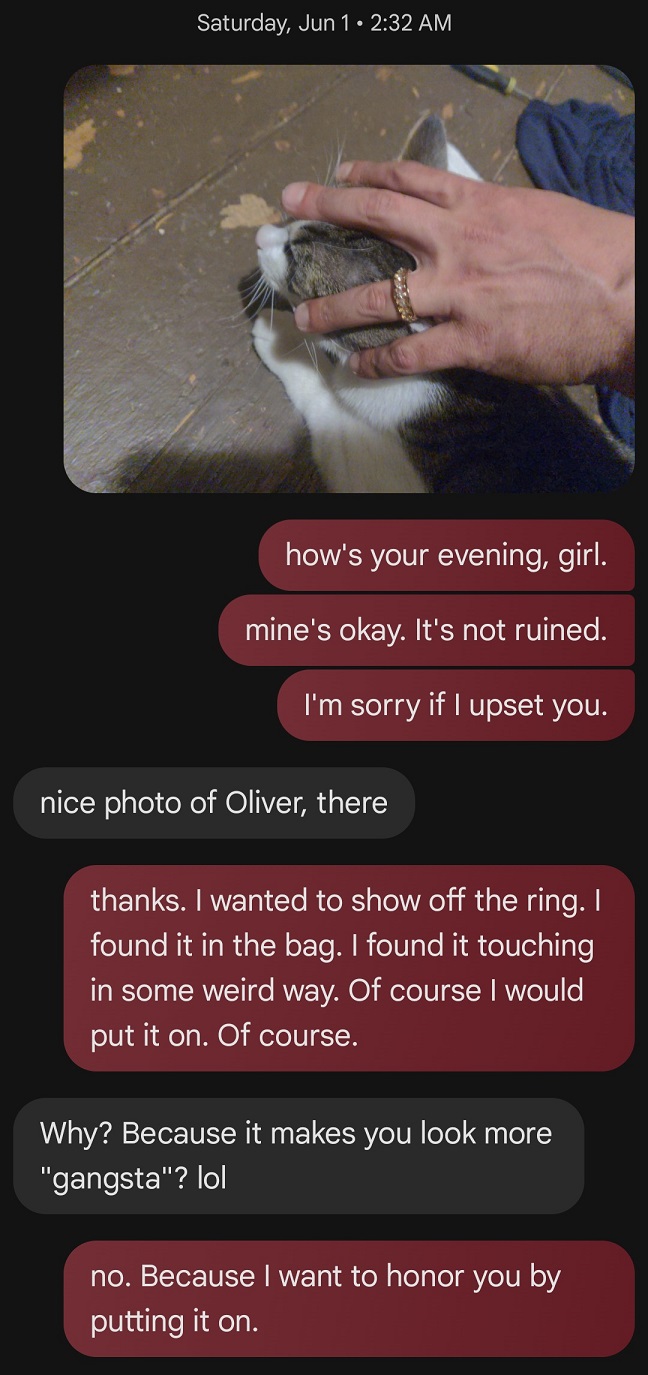 Saturday, Jun 1 • 2:32 AM
how's your evening, girl.
mine's okay. It's not ruined.
I'm sorry if I upset you.
nice photo of Oliver, there
thanks. I wanted to show off the ring. I
found it in the bag. I found it touching
in some weird way. Of course I would
put it on. Of course.
Why? Because it makes you look more
"gangsta"? lol
no. Because I want to honor you by
putting it on.